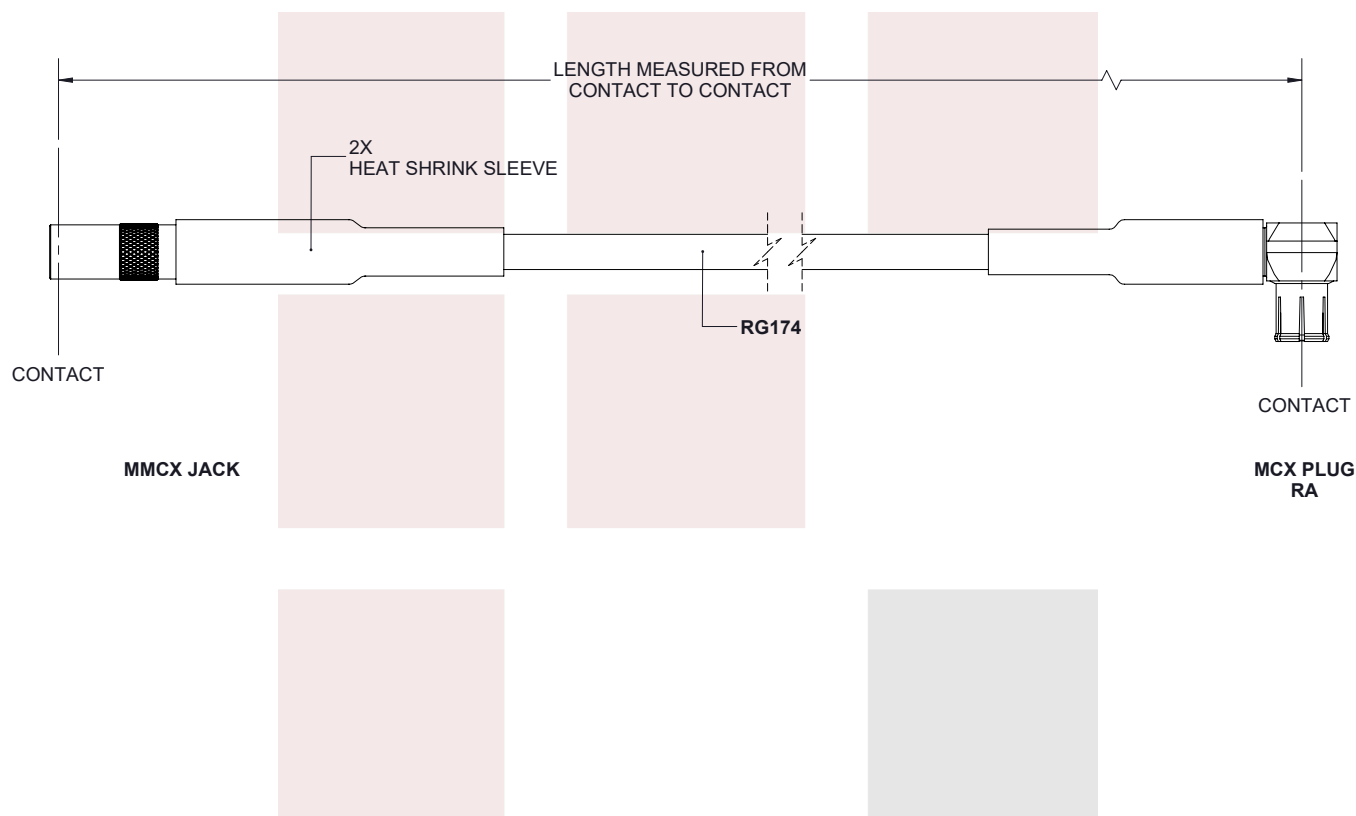 LENGTH MEASURED FROM
CONTACT TO CONTACT
2X
HEAT SHRINK SLEEVE
RG174
CONTACT
CONTACT
MMCX JACK
MCX PLUG
RA